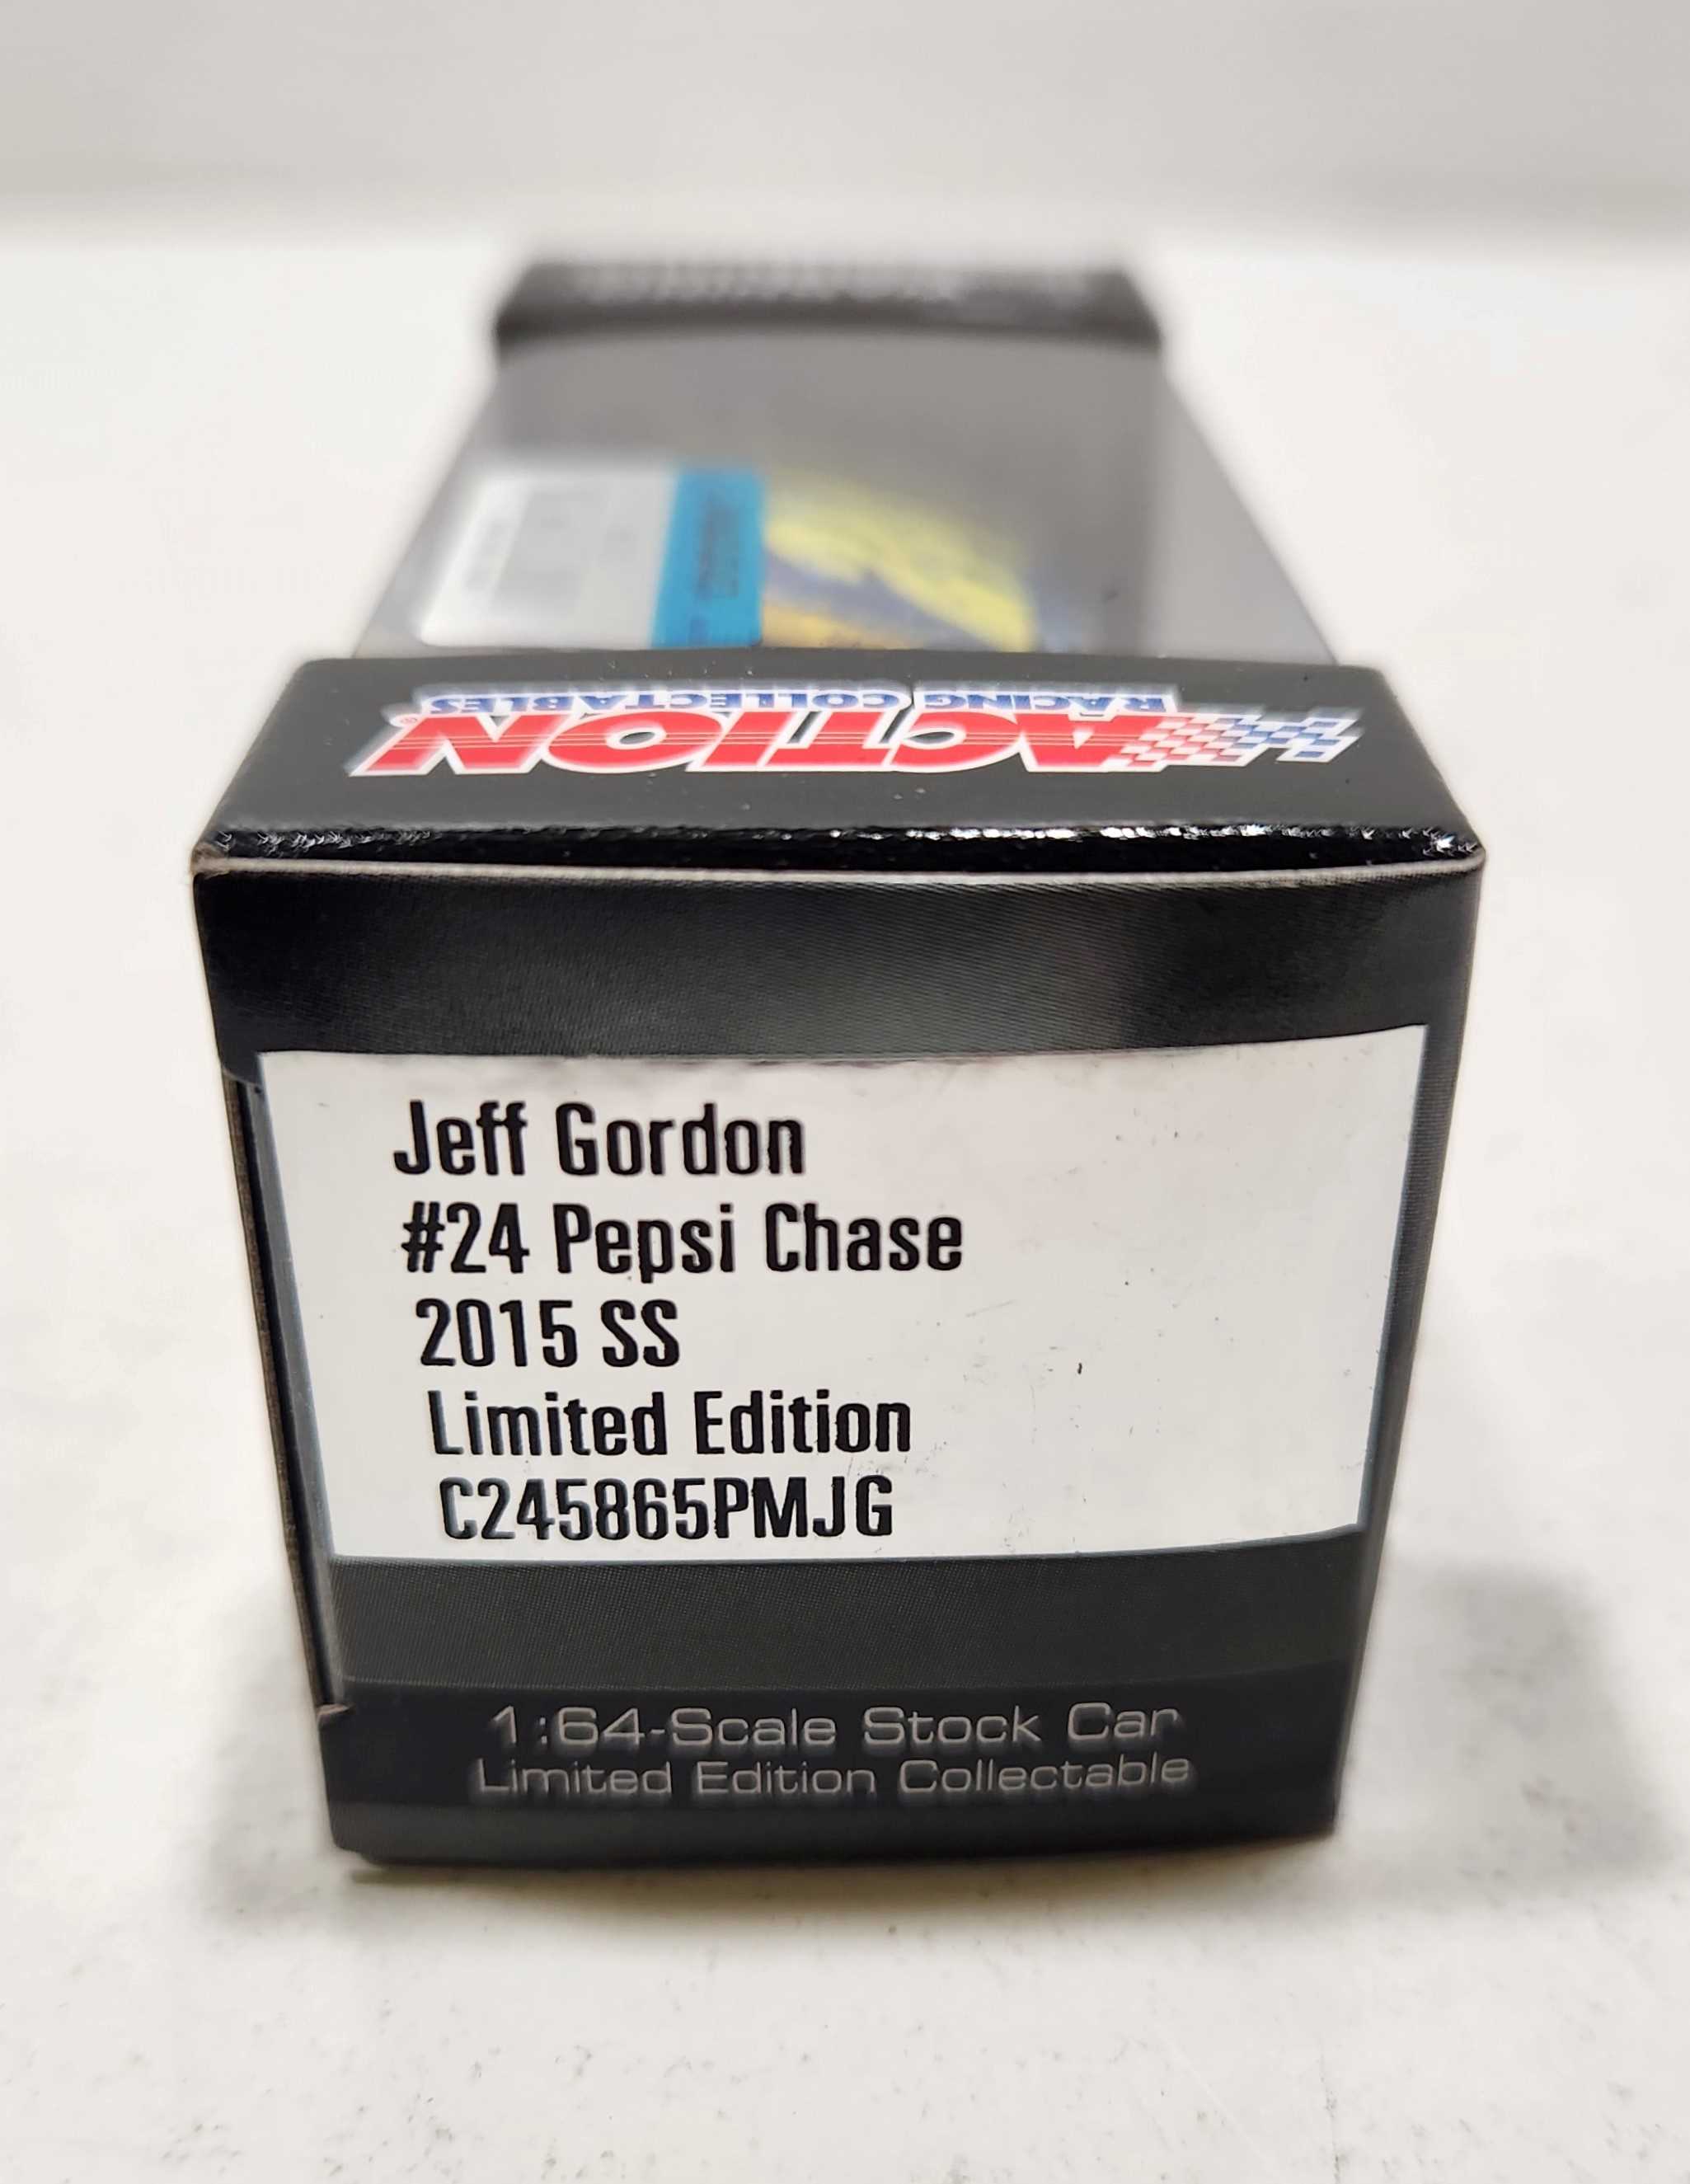 ACTION®
RACING COLLECTABLES
Jeff Gordon
#24 Pepsi Chase
2015 SS
Limited Edition
C245865PMJG
1:64-Scale Stock Car
Limited Edition Collectable